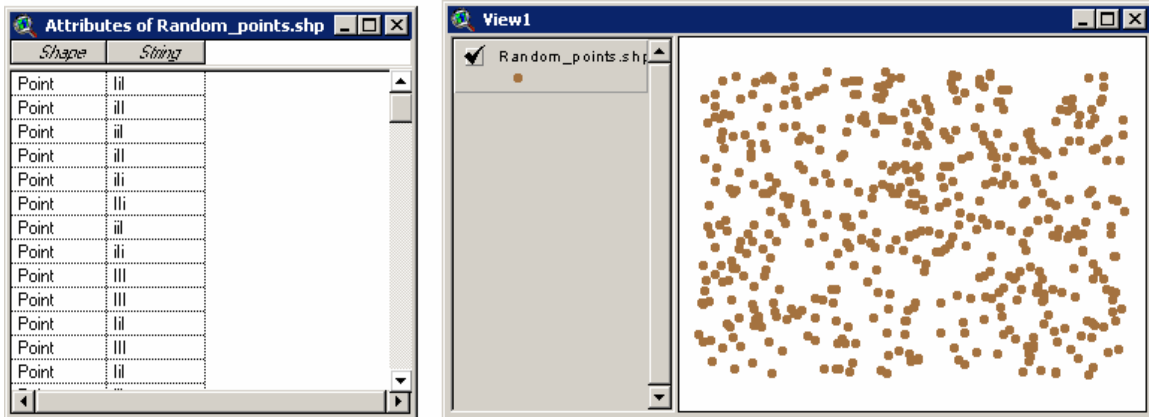 Attributes of Random_points.shp
Shape String
Point lil
Point ill
Point iil
Point ill
Point ili
Point lli
Point iil
Point ili
Point lll
Point lll
Point lil
Point lll
Point lil
View1
Random_points.shp